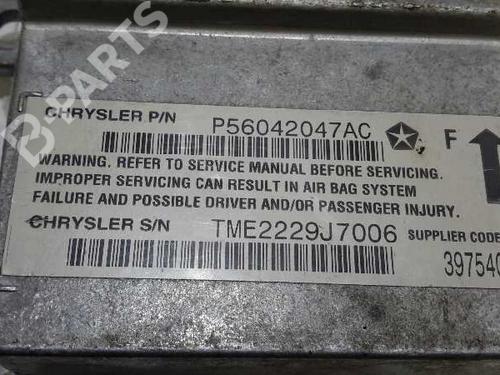 B-PARTS
CHRYSLER P/N P56042047AC F
WARNING. REFER TO SERVICE MANUAL BEFORE SERVICING.
IMPROPER SERVICING CAN RESULT IN AIR BAG SYSTEM
FAILURE AND POSSIBLE DRIVER AND/OR PASSENGER INJURY.
CHRYSLER S/N TME2229J7006 SUPPLIER CODE
39754